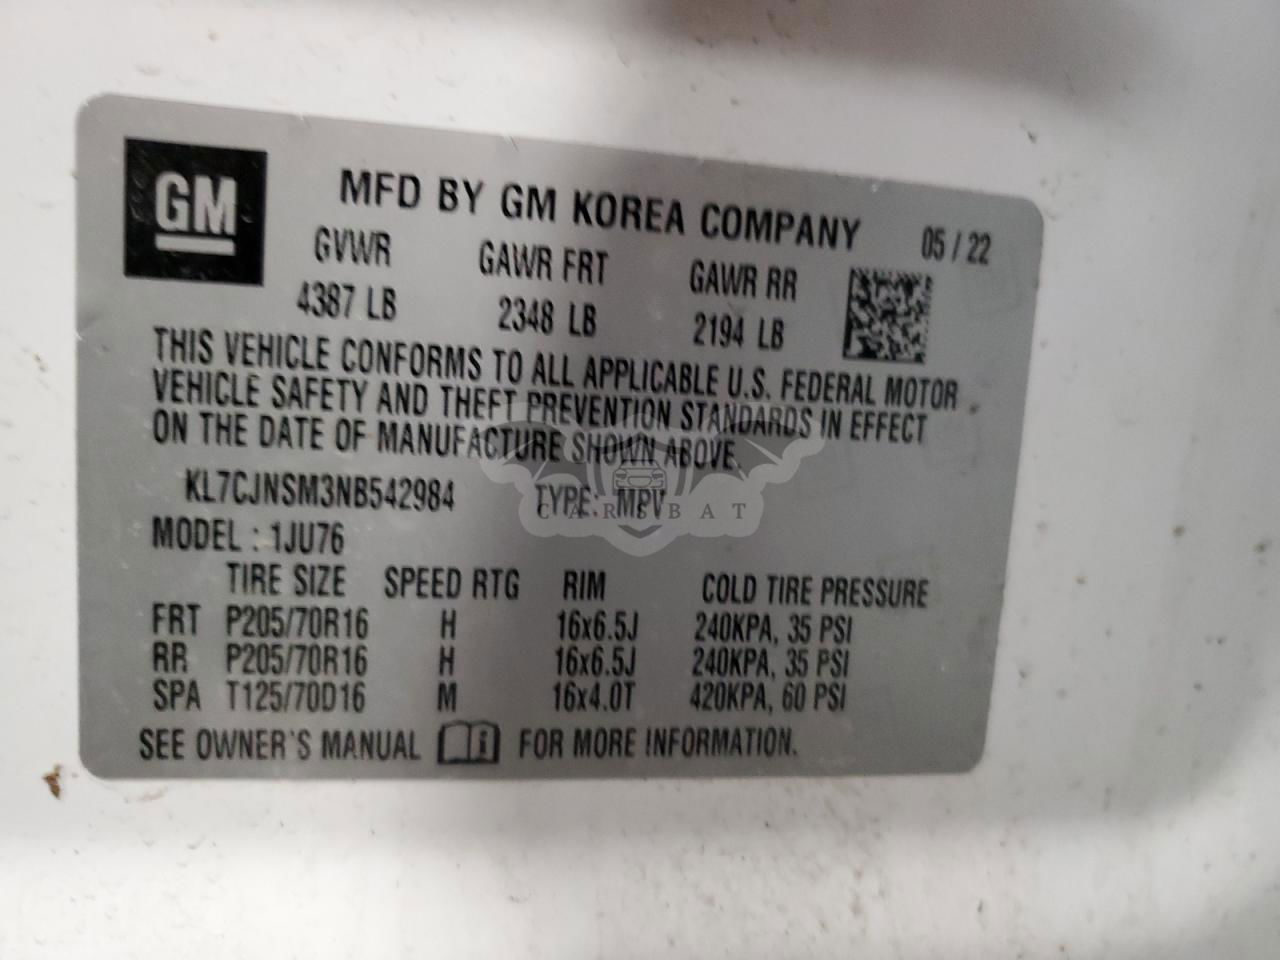 GM
MFD BY GM KOREA COMPANY 05 / 22
GVWR GAWR FRT GAWR RR
4387 LB 2348 LB 2194 LB
THIS VEHICLE CONFORMS TO ALL APPLICABLE U.S. FEDERAL MOTOR
VEHICLE SAFETY AND THEFT PREVENTION STANDARDS IN EFFECT
ON THE DATE OF MANUFACTURE SHOWN ABOVE.
KL7CJNSM3NB542984 TYPE: MPV
CARSBAT
MODEL : 1JU76
TIRE SIZE SPEED RTG RIM COLD TIRE PRESSURE
FRT P205/70R16 H 16x6.5J 240KPA, 35 PSI
RR P205/70R16 H 16x6.5J 240KPA, 35 PSI
SPA T125/70D16 M 16x4.0T 420KPA, 60 PSI
SEE OWNER'S MANUAL i FOR MORE INFORMATION.